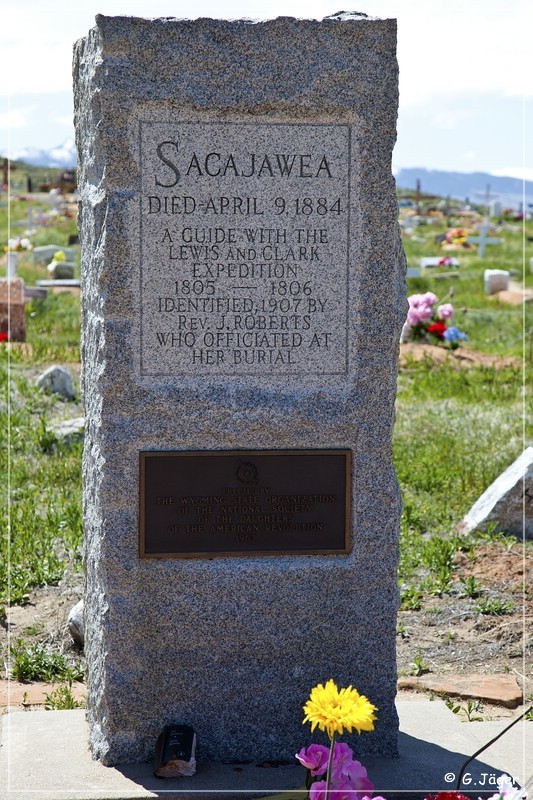 SACAJAWEA
DIED APRIL 9, 1884
A GUIDE WITH THE
LEWIS AND CLARK
EXPEDITION
1805 — 1806
IDENTIFIED, 1907 BY
REV. J. ROBERTS
WHO OFFICIATED AT
HER BURIAL
ERECTED BY
THE WYOMING STATE ORGANIZATION
OF THE NATIONAL SOCIETY
OF THE DAUGHTERS
OF THE AMERICAN REVOLUTION
© G.Jäger